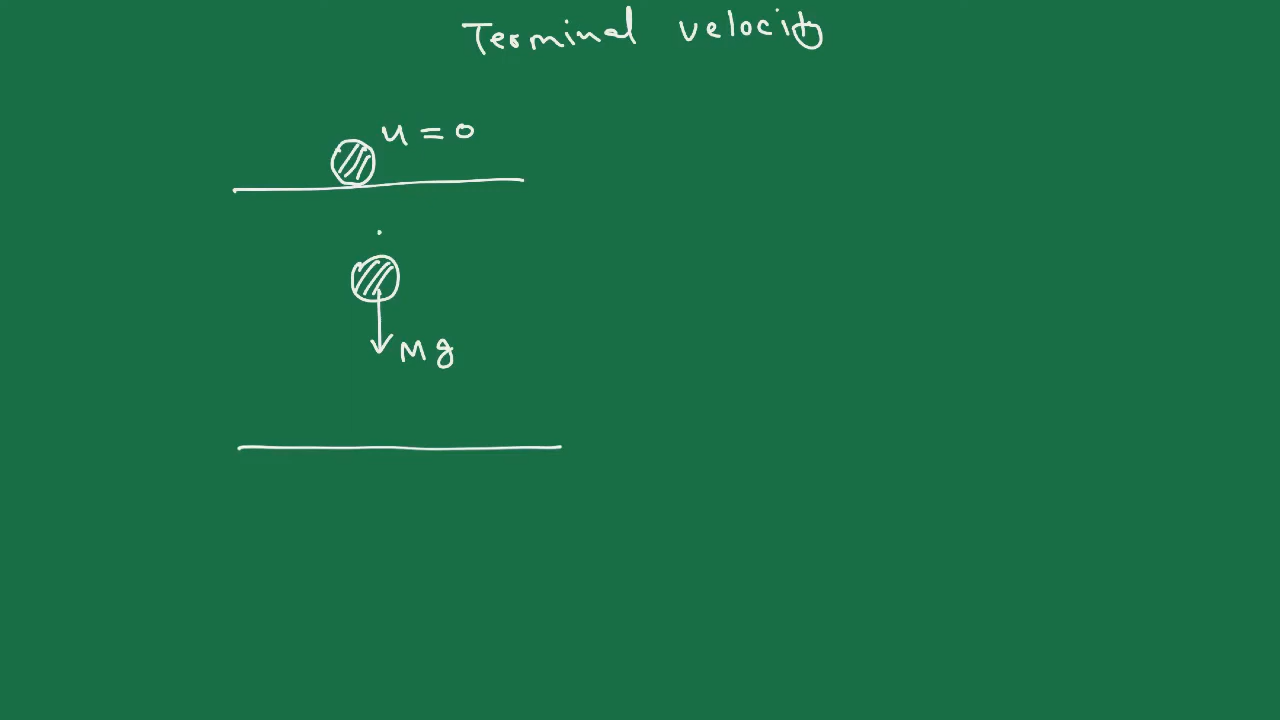 Terminal velocity
u = 0
Mg